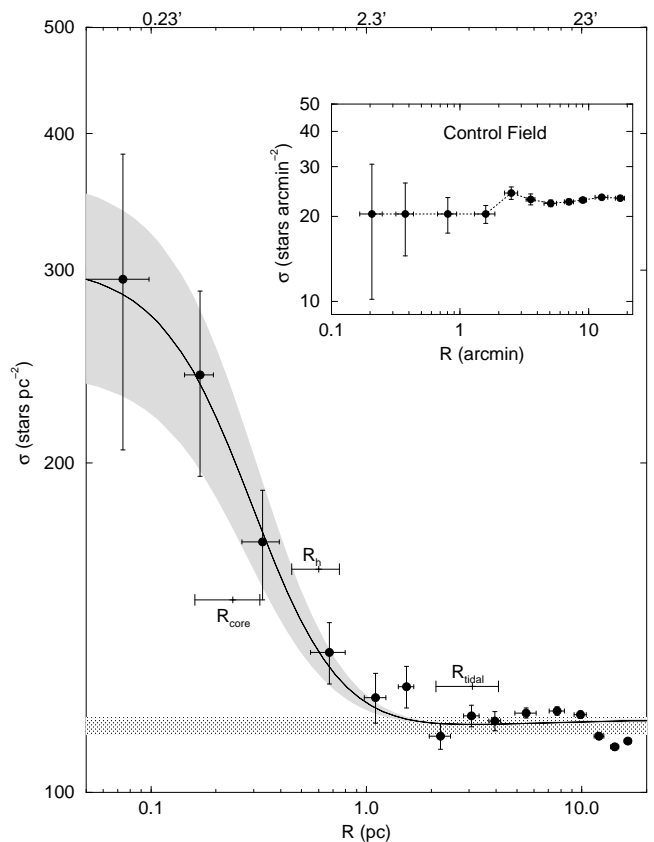 0.23' 2.3' 23'
500
400
300
200
100
σ (stars pc⁻²)
0.1 1.0 10.0
R (pc)
R_core
R_h
R_tidal
Control Field
50
40
30
20
10
σ (stars arcmin⁻²)
0.1 1 10
R (arcmin)